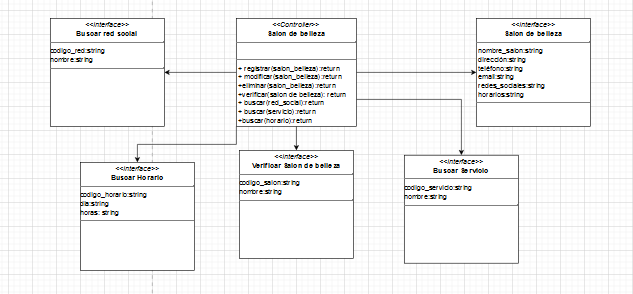 <<interface>>
Buscar red social
codigo_red:string
nombre:string
<<Controller>>
Salon de belleza
+ registrar(salon_belleza):return
+ modificar(salon_belleza):return
+eliminar(salon_belleza):return
+verificar(salon de belleza): return
+ buscar(red_social):return
+ buscar(servicio):return
+buscar(horario):return
<<interface>>
Salon de belleza
nombre_salon:string
dirección:string
teléfono:string
email:string
redes_sociales:string
horarios:string
<<interface>>
Buscar Horario
codigo_horario:string
dia:string
horas: string
<<interface>>
Verificar Salon de belleza
codigo_salon:string
nombre:string
<<interface>>
Buscar Servicio
codigo_servicio:string
nombre:string